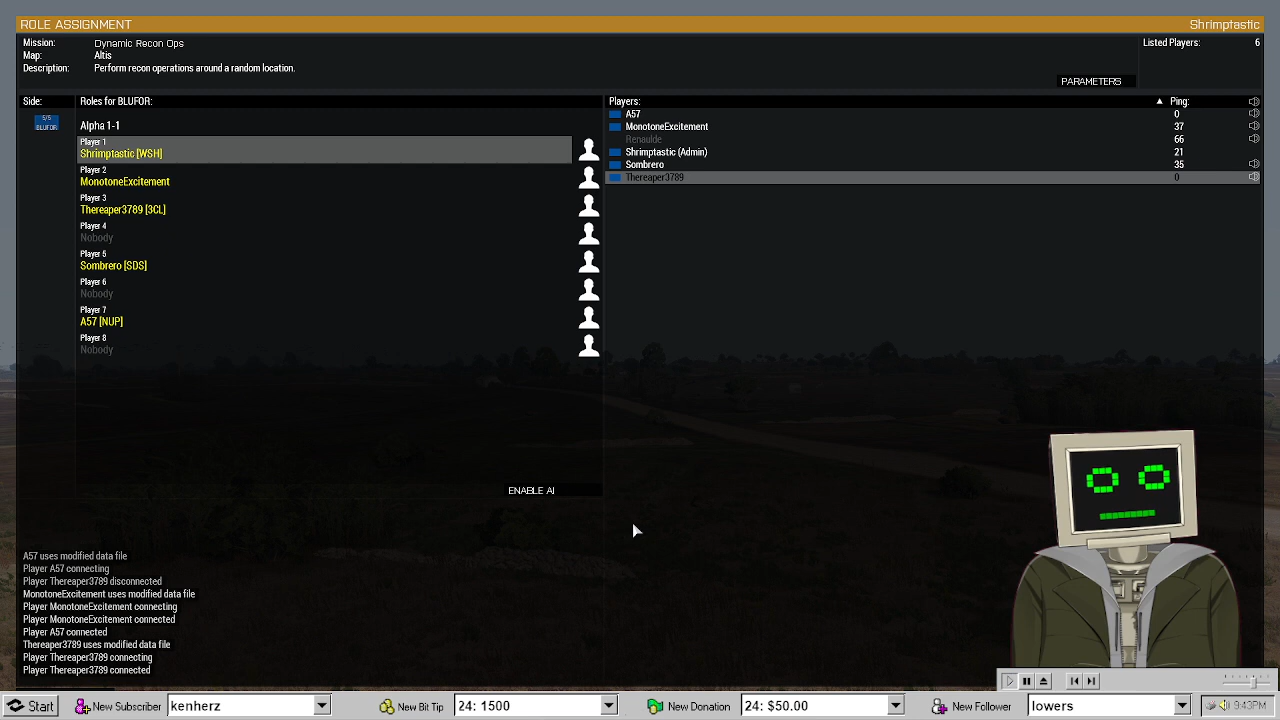 ROLE ASSIGNMENT
Shrimptastic
Mission: Dynamic Recon Ops
Map: Altis
Description: Perform recon operations around a random location.
Listed Players: 6
PARAMETERS
Side:
5/5
BLUFOR
Roles for BLUFOR:
Alpha 1-1
Player 1
Shrimptastic [WSH]
Player 2
MonotoneExcitement
Player 3
Thereaper3789 [3CL]
Player 4
Nobody
Player 5
Sombrero [SDS]
Player 6
Nobody
Player 7
A57 [NUP]
Player 8
Nobody
ENABLE AI
Players: Ping:
A57 0
MonotoneExcitement 37
Renaulde 66
Shrimptastic (Admin) 21
Sombrero 35
Thereaper3789 0
A57 uses modified data file
Player A57 connecting
Player Thereaper3789 disconnected
MonotoneExcitement uses modified data file
Player MonotoneExcitement connecting
Player MonotoneExcitement connected
Player A57 connected
Thereaper3789 uses modified data file
Player Thereaper3789 connecting
Player Thereaper3789 connected
Start
New Subscriber kenherz
New Bit Tip 24: 1500
New Donation 24: $50.00
New Follower lowers
9:43PM